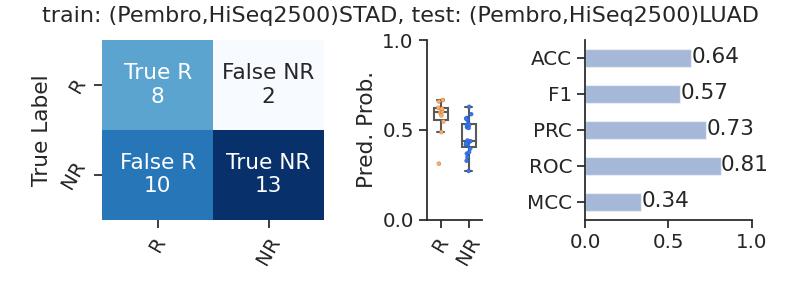 train: (Pembro,HiSeq2500)STAD, test: (Pembro,HiSeq2500)LUAD
True Label
R
NR
True R
8
False NR
2
False R
10
True NR
13
R
NR
Pred. Prob.
1.0
0.5
0.0
R
NR
ACC
0.64
F1
0.57
PRC
0.73
ROC
0.81
MCC
0.34
0.0
0.5
1.0